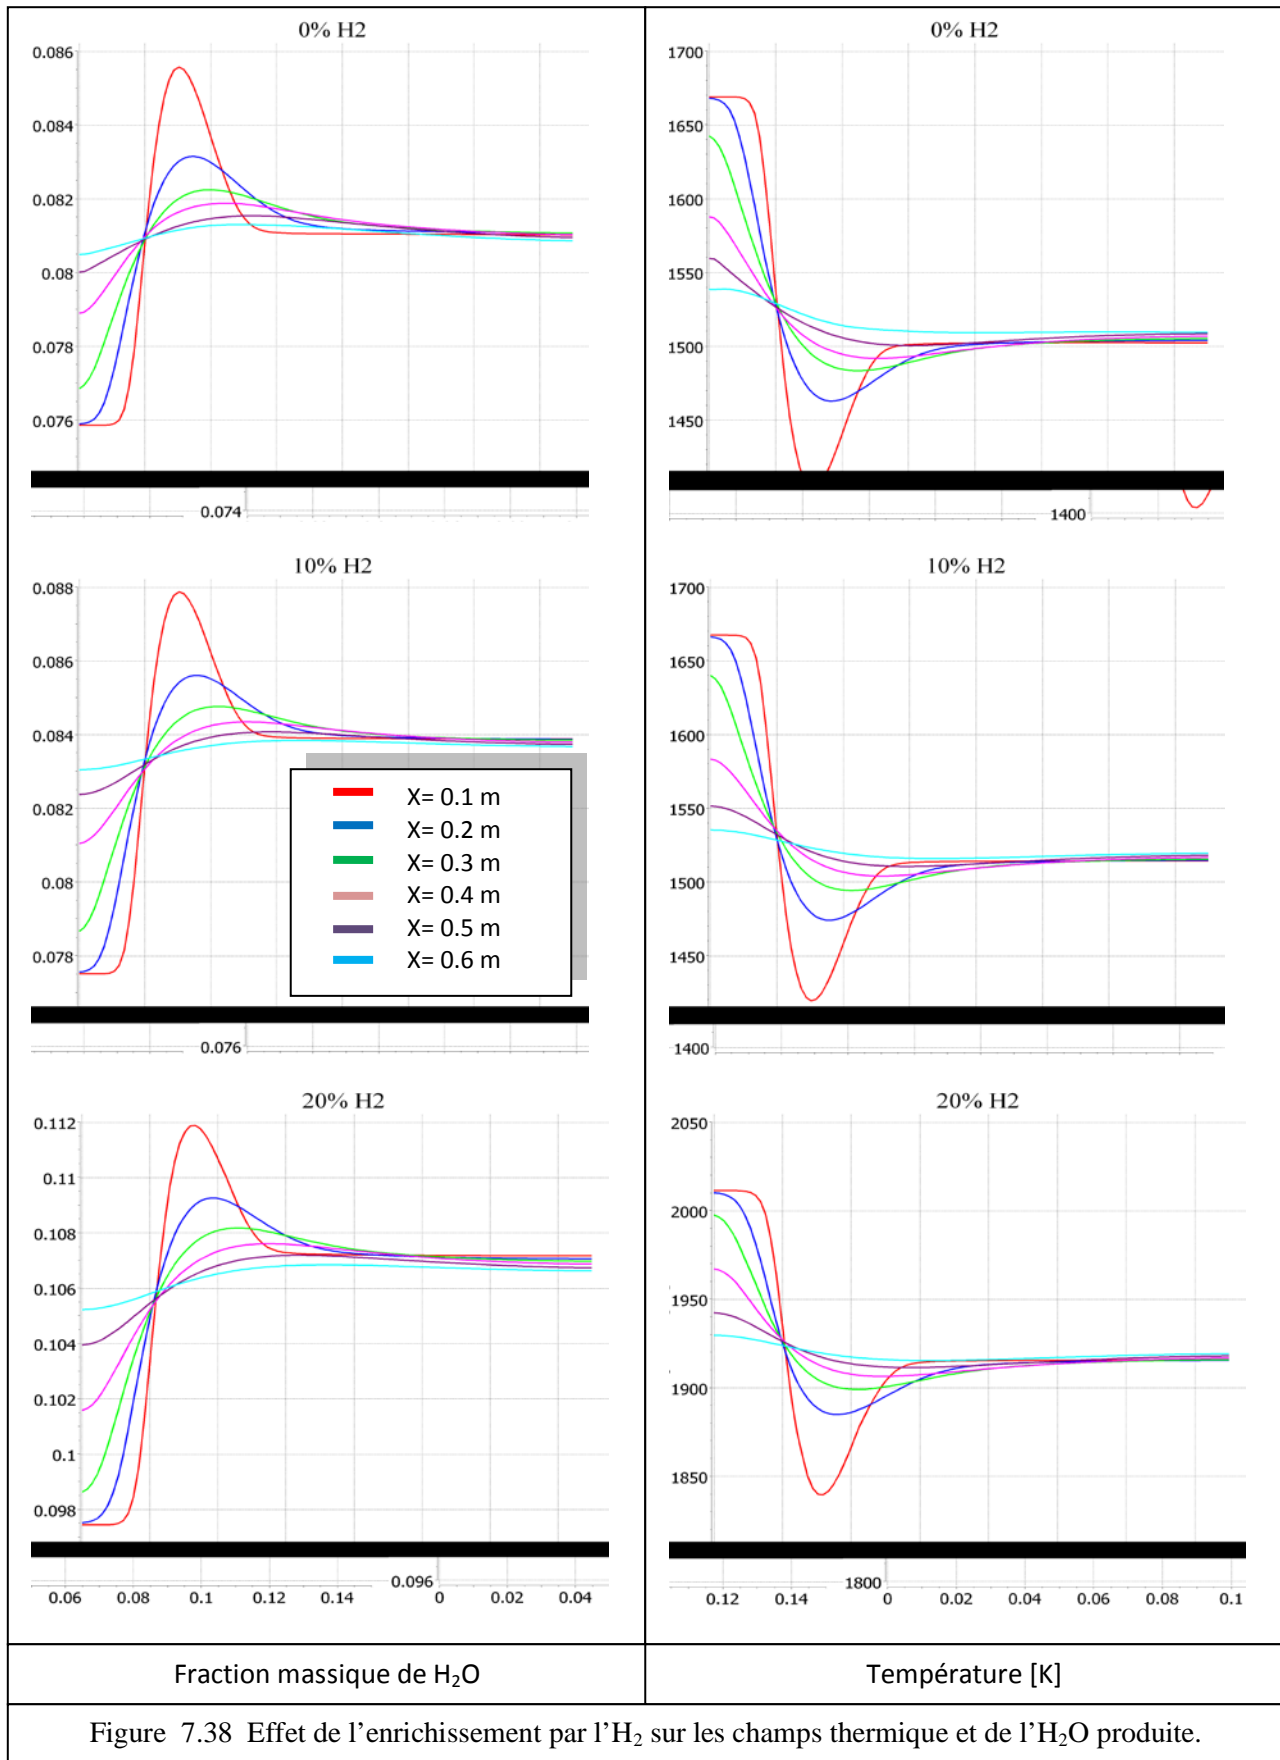 0% H2
0.086
0.084
0.082
0.08
0.078
0.076
0.074
0% H2
1700
1650
1600
1550
1500
1450
1400
10% H2
0.088
0.086
0.084
0.082
0.08
0.078
0.076
X= 0.1 m
X= 0.2 m
X= 0.3 m
X= 0.4 m
X= 0.5 m
X= 0.6 m
10% H2
1700
1650
1600
1550
1500
1450
1400
20% H2
0.112
0.11
0.108
0.106
0.104
0.102
0.1
0.098
0.096
0.06 0.08 0.1 0.12 0.14 0 0.02 0.04
20% H2
2050
2000
1950
1900
1850
1800
0.12 0.14 0 0.02 0.04 0.06 0.08 0.1
Fraction massique de H₂O
Température [K]
Figure 7.38 Effet de l’enrichissement par l’H₂ sur les champs thermique et de l’H₂O produite.